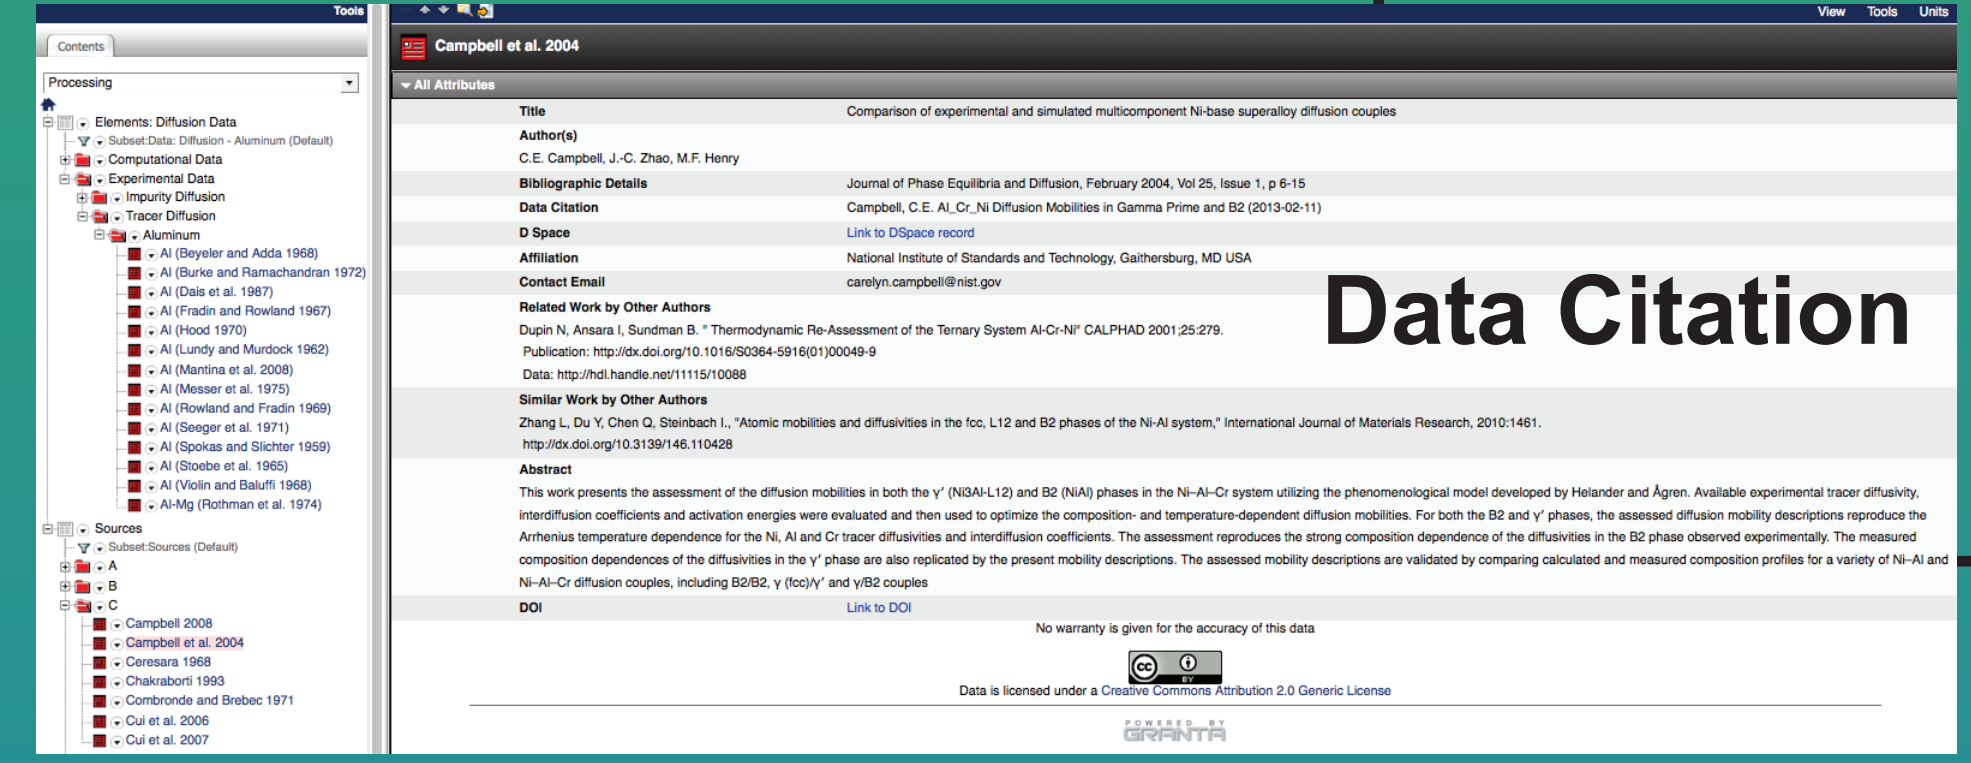 Tools
Contents
Processing
Elements: Diffusion Data
Subset:Data: Diffusion - Aluminum (Default)
Computational Data
Experimental Data
Impurity Diffusion
Tracer Diffusion
Aluminum
Al (Beyeler and Adda 1968)
Al (Burke and Ramachandran 1972)
Al (Dais et al. 1987)
Al (Fradin and Rowland 1967)
Al (Hood 1970)
Al (Lundy and Murdock 1962)
Al (Mantina et al. 2008)
Al (Messer et al. 1975)
Al (Rowland and Fradin 1969)
Al (Seeger et al. 1971)
Al (Spokas and Slichter 1959)
Al (Stoebe et al. 1965)
Al (Violin and Baluffi 1968)
Al-Mg (Rothman et al. 1974)
Sources
Subset:Sources (Default)
A
B
C
Campbell 2008
Campbell et al. 2004
Ceresara 1968
Chakraborti 1993
Combronde and Brebec 1971
Cui et al. 2006
Cui et al. 2007
View Tools Units
Campbell et al. 2004
All Attributes
Title Comparison of experimental and simulated multicomponent Ni-base superalloy diffusion couples
Author(s)
C.E. Campbell, J.-C. Zhao, M.F. Henry
Bibliographic Details Journal of Phase Equilibria and Diffusion, February 2004, Vol 25, Issue 1, p 6-15
Data Citation Campbell, C.E. Al_Cr_Ni Diffusion Mobilities in Gamma Prime and B2 (2013-02-11)
D Space Link to DSpace record
Affiliation National Institute of Standards and Technology, Gaithersburg, MD USA
Contact Email carelyn.campbell@nist.gov
Data Citation
Related Work by Other Authors
Dupin N, Ansara I, Sundman B. " Thermodynamic Re-Assessment of the Ternary System Al-Cr-Ni" CALPHAD 2001;25:279.
Publication: http://dx.doi.org/10.1016/S0364-5916(01)00049-9
Data: http://hdl.handle.net/11115/10088
Similar Work by Other Authors
Zhang L, Du Y, Chen Q, Steinbach I., "Atomic mobilities and diffusivities in the fcc, L12 and B2 phases of the Ni-Al system," International Journal of Materials Research, 2010:1461.
http://dx.doi.org/10.3139/146.110428
Abstract
This work presents the assessment of the diffusion mobilities in both the γ′ (Ni3Al-L12) and B2 (NiAl) phases in the Ni–Al–Cr system utilizing the phenomenological model developed by Helander and Ågren. Available experimental tracer diffusivity,
interdiffusion coefficients and activation energies were evaluated and then used to optimize the composition- and temperature-dependent diffusion mobilities. For both the B2 and γ′ phases, the assessed diffusion mobility descriptions reproduce the
Arrhenius temperature dependence for the Ni, Al and Cr tracer diffusivities and interdiffusion coefficients. The assessment reproduces the strong composition dependence of the diffusivities in the B2 phase observed experimentally. The measured
composition dependences of the diffusivities in the γ′ phase are also replicated by the present mobility descriptions. The assessed mobility descriptions are validated by comparing calculated and measured composition profiles for a variety of Ni–Al and
Ni–Al–Cr diffusion couples, including B2/B2, γ (fcc)/γ′ and γ/B2 couples
DOI Link to DOI
No warranty is given for the accuracy of this data
cc BY
Data is licensed under a Creative Commons Attribution 2.0 Generic License
POWERED BY
GRANTA